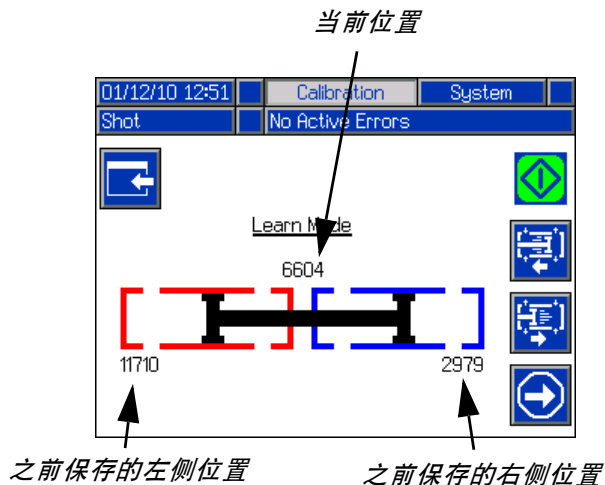 当前位置
01/12/10 12:51 Calibration System
Shot No Active Errors
Learn Mode
6604
11710 2979
之前保存的左侧位置 之前保存的右侧位置